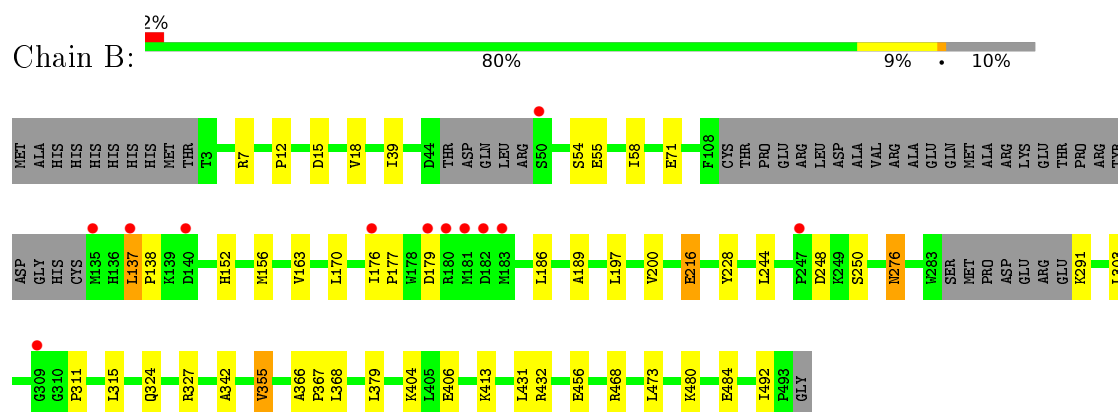 2%
Chain B:
80% 9% • 10%
MET ALA HIS HIS HIS HIS HIS HIS MET THR T3 R7 P12 D15 V18 I39 D44 THR ASP GLN LEU ARG S50 S54 E55 I58 E71 F108 CYS THR PRO GLU ARG LEU ASP ALA VAL ARG ALA GLU GLN MET ALA ARG LYS GLU THR PRO ARG TYR
ASP GLY HIS CYS M135 H136 L137 P138 K139 D140 H152 M156 V163 L170 I176 P177 W178 D179 R180 M181 D182 M183 L186 A189 L197 V200 E216 Y228 L244 P247 D248 K249 S250 N276 W283 SER MET PRO ASP GLU ARG GLU K291 L303
G309 G310 P311 L315 Q324 R327 A342 V355 A366 P367 L368 L379 K404 L405 E406 K413 L431 R432 E456 R468 L473 K480 E484 I492 P493 GLY